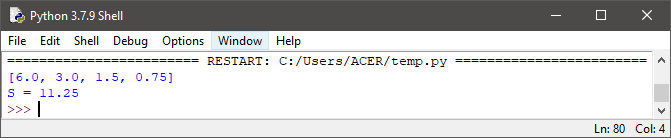 Python 3.7.9 Shell
File Edit Shell Debug Options Window Help
======================== RESTART: C:/Users/ACER/temp.py ========================
[6.0, 3.0, 1.5, 0.75]
S = 11.25
>>>
Ln: 80 Col: 4